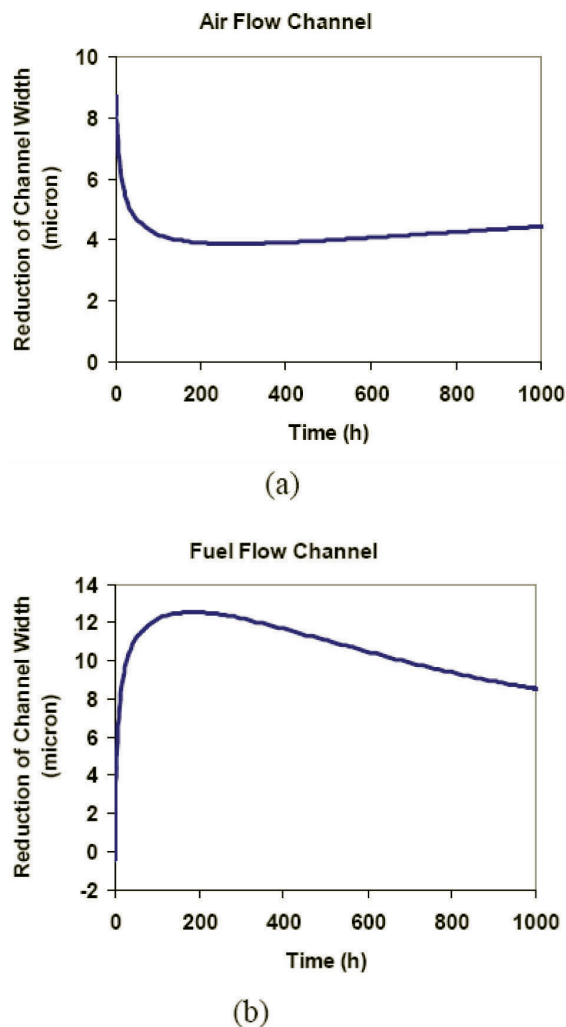 Air Flow Channel
Reduction of Channel Width
(micron)
10
8
6
4
2
0
0 200 400 600 800 1000
Time (h)
(a)
Fuel Flow Channel
Reduction of Channel Width
(micron)
14
12
10
8
6
4
2
0
-2
0 200 400 600 800 1000
Time (h)
(b)